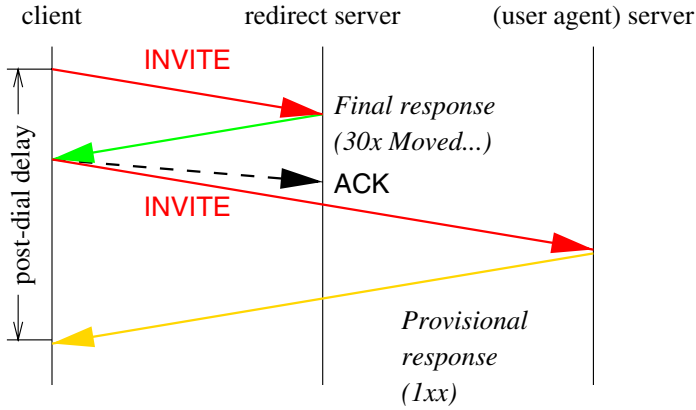 client
redirect server
(user agent) server
INVITE
Final response
(30x Moved...)
ACK
INVITE
post-dial delay
Provisional
response
(1xx)